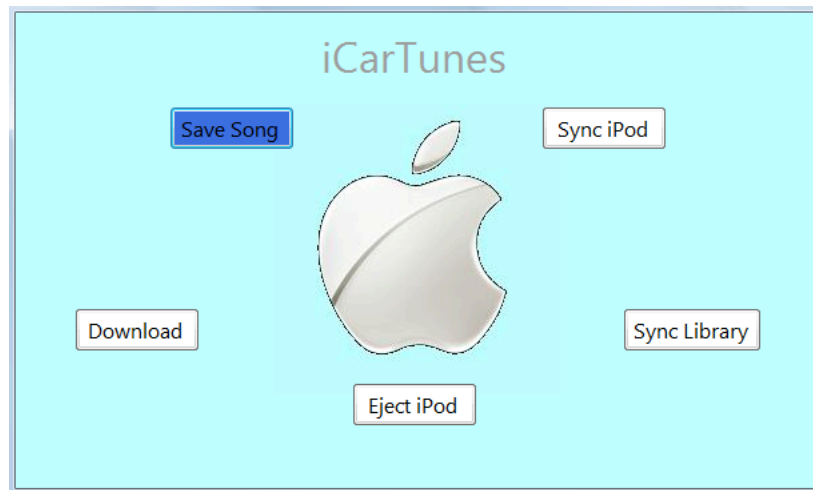 iCarTunes
Save Song
Sync iPod
Download
Sync Library
Eject iPod